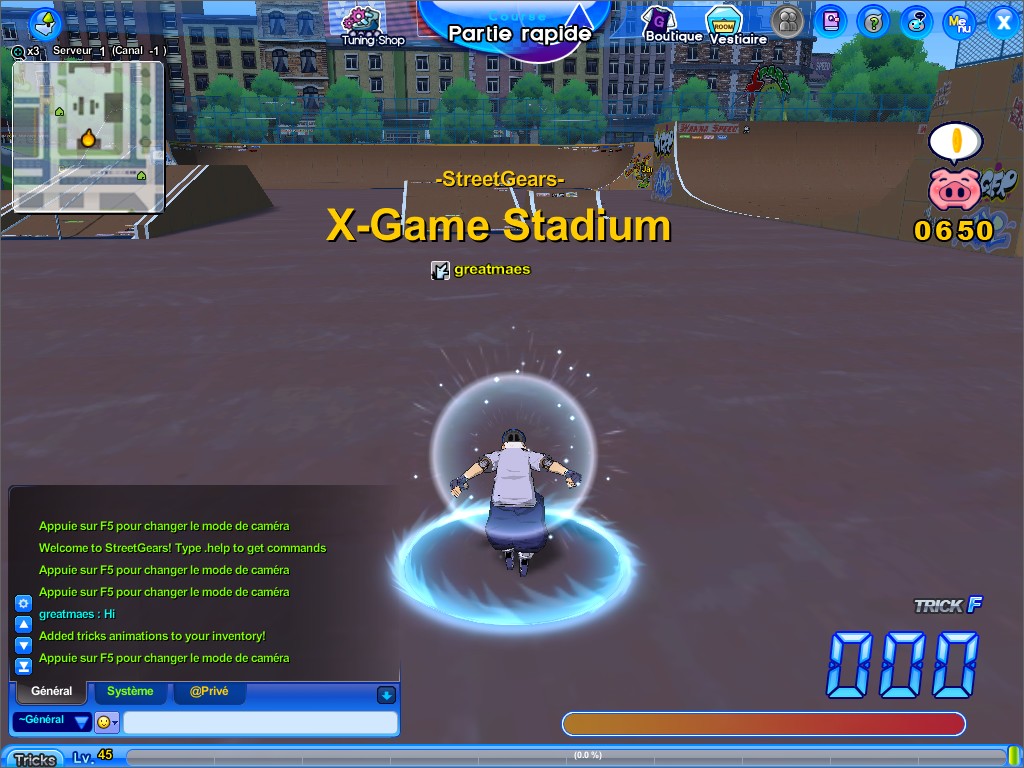 Course
Partie rapide
Tuning Shop
Boutique
ROOM
Vestiaire
Me
nu
x3 Serveur_1 (Canal -1 )
0650
-StreetGears-
X-Game Stadium
greatmaes
Appuie sur F5 pour changer le mode de caméra
Welcome to StreetGears! Type .help to get commands
Appuie sur F5 pour changer le mode de caméra
Appuie sur F5 pour changer le mode de caméra
greatmaes : Hi
Added tricks animations to your inventory!
Appuie sur F5 pour changer le mode de caméra
Général
Système
@Privé
~Général
TRICK F
000
Tricks Lv. 45
(0.0 %)